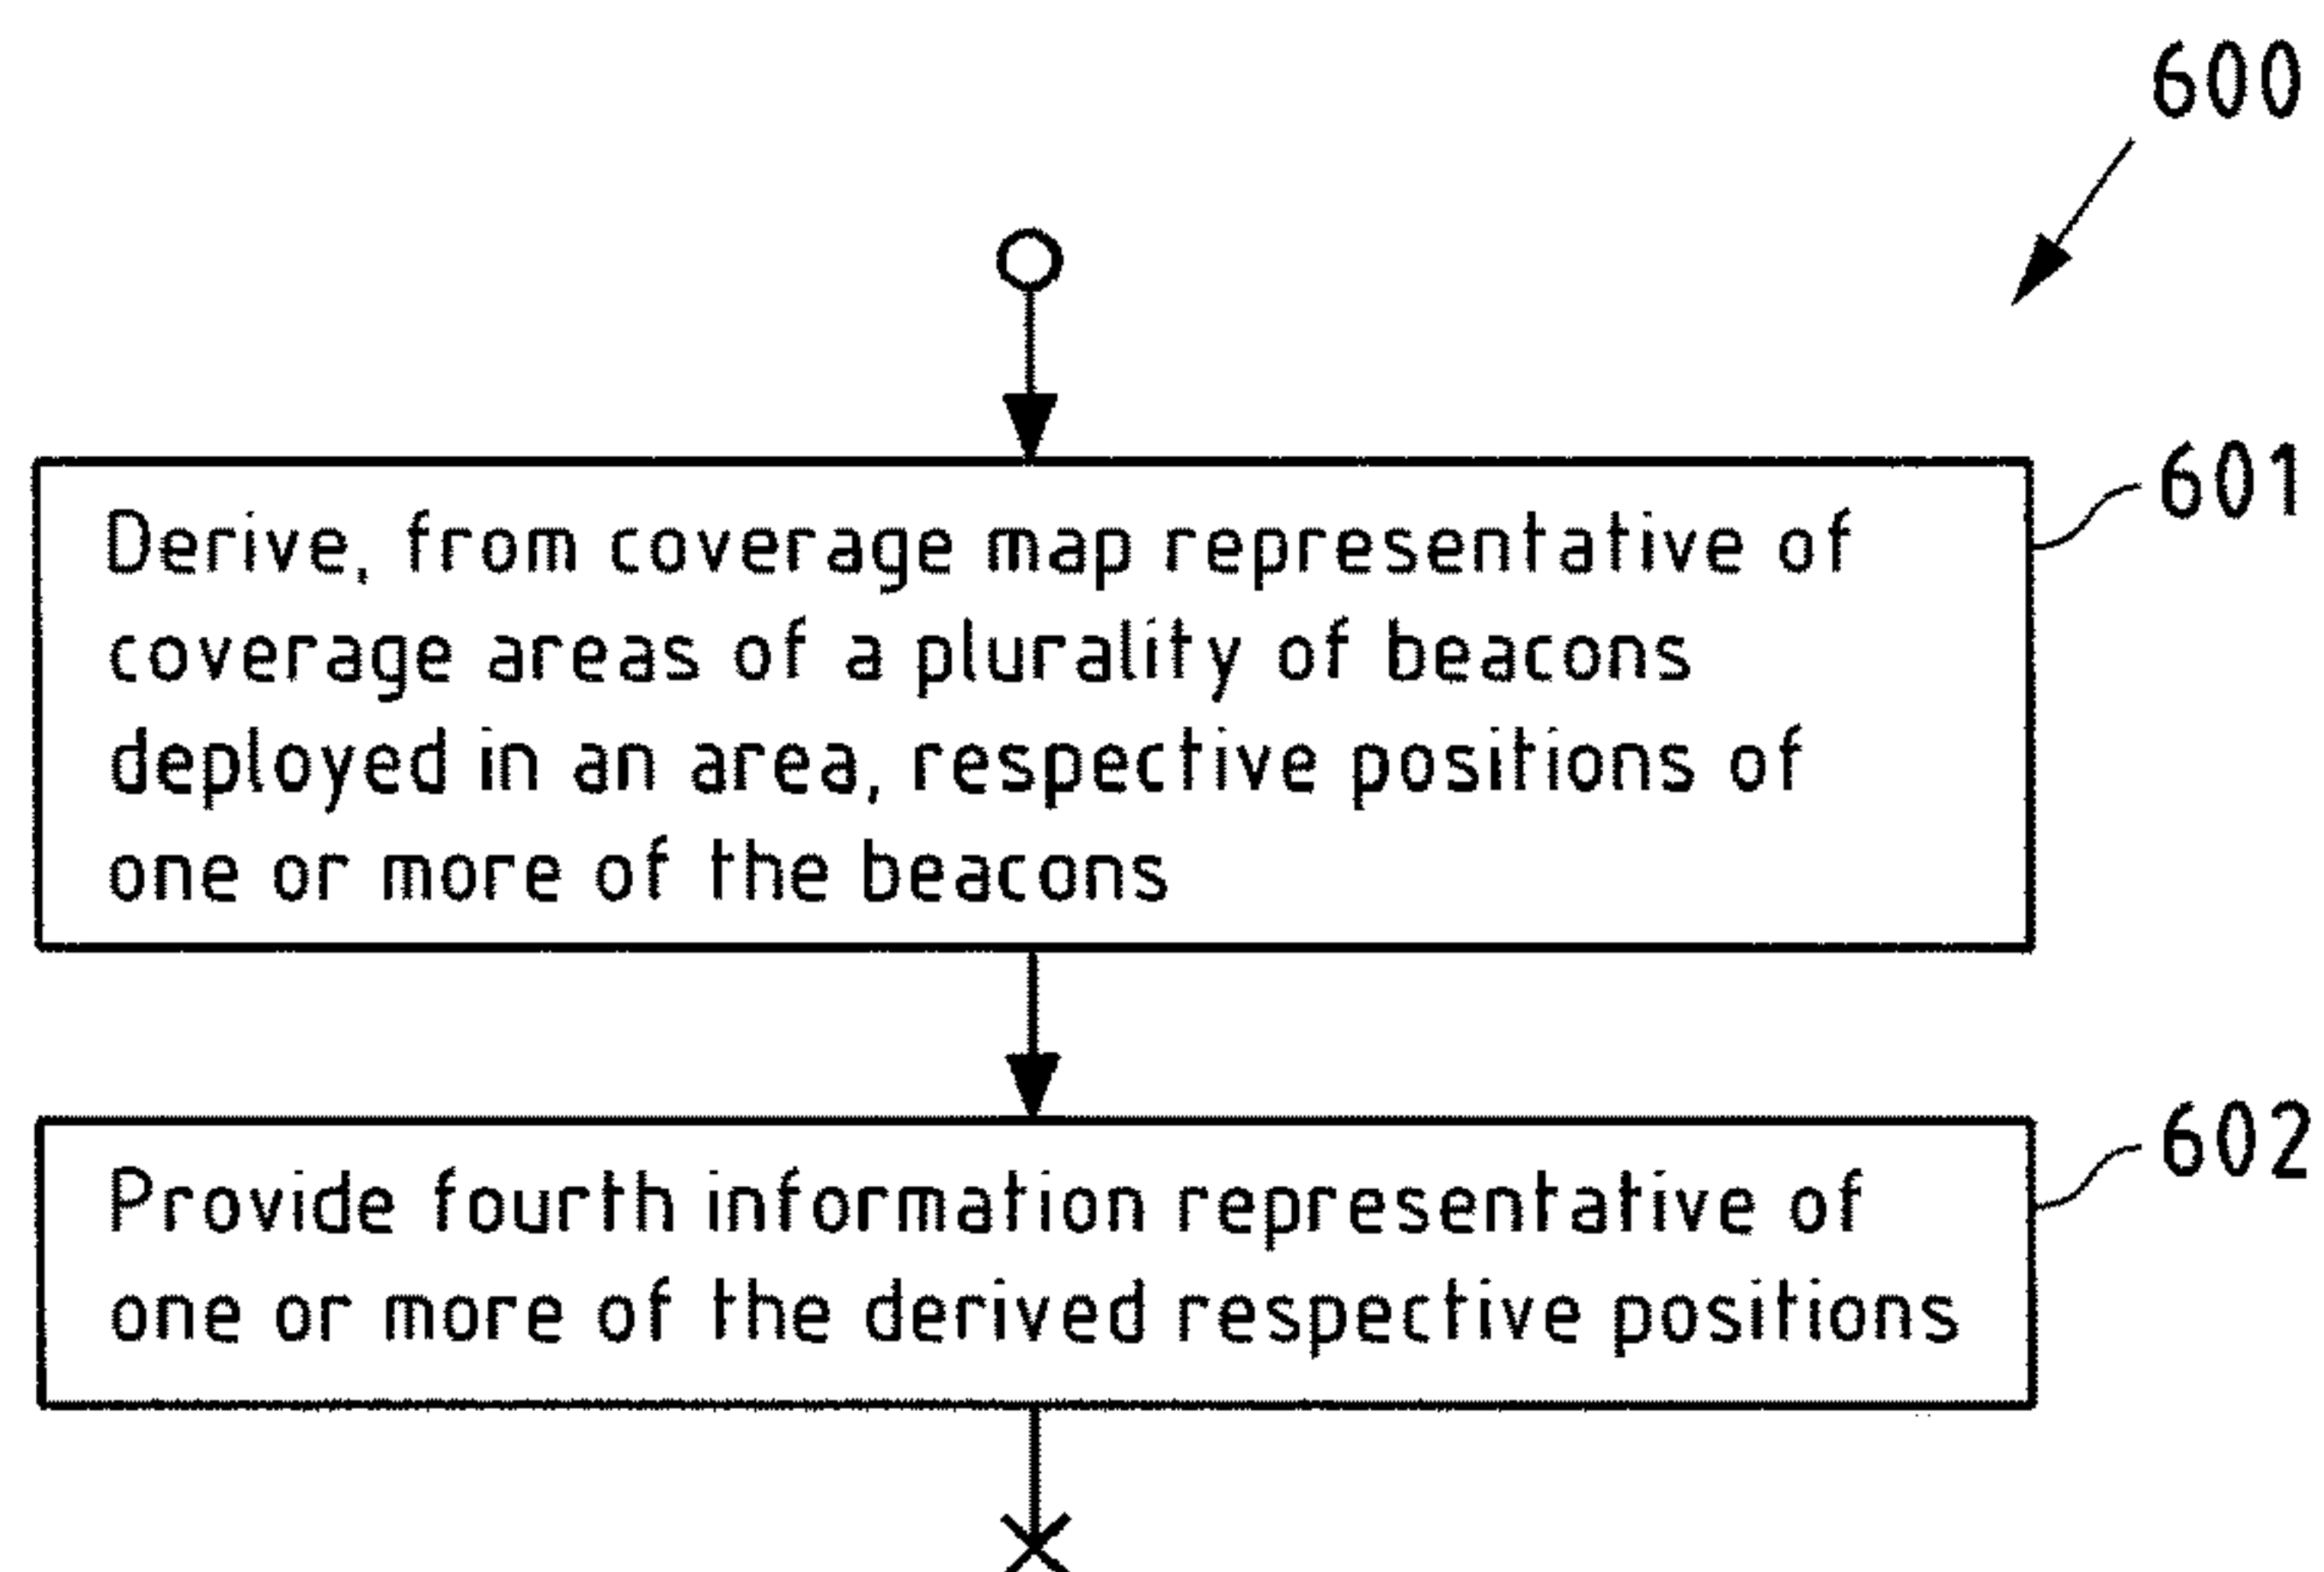 600
601
Derive, from coverage map representative of
coverage areas of a plurality of beacons
deployed in an area, respective positions of
one or more of the beacons
602
Provide fourth information representative of
one or more of the derived respective positions